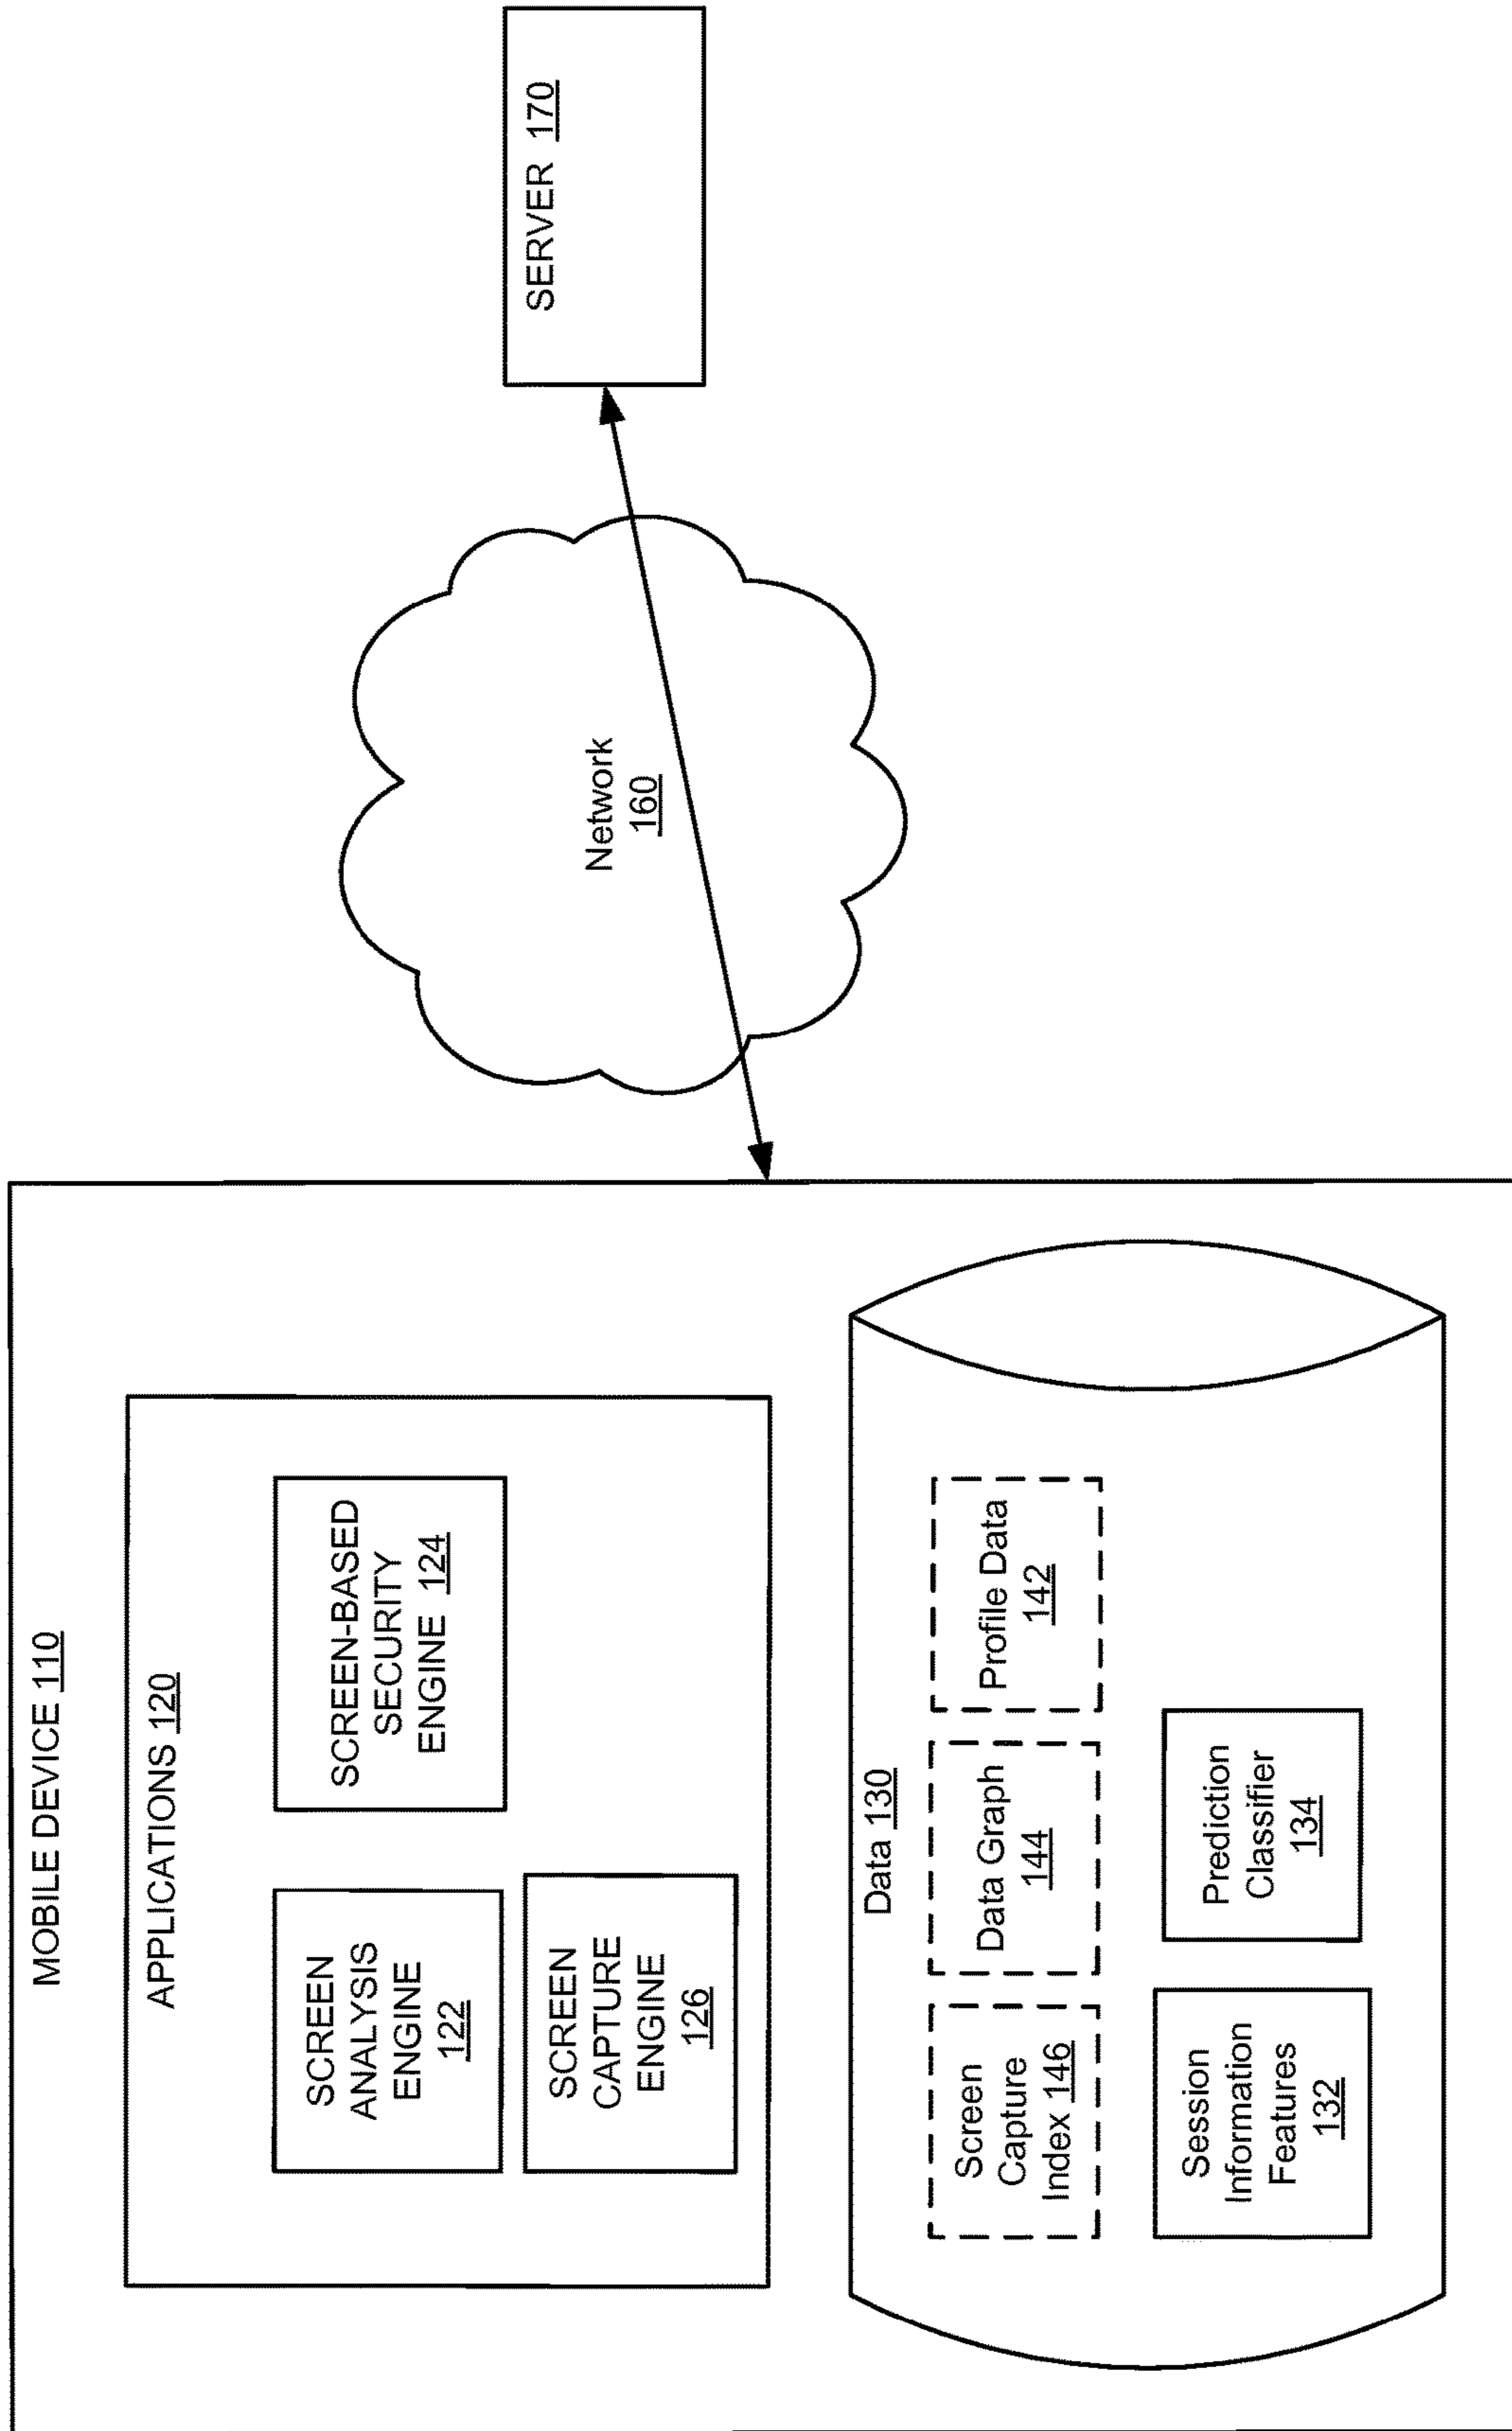 MOBILE DEVICE 110
APPLICATIONS 120
SCREEN
ANALYSIS
ENGINE
122
SCREEN-BASED
SECURITY
ENGINE 124
SCREEN
CAPTURE
ENGINE
126
Data 130
Screen
Capture
Index 146
Data Graph
144
Profile Data
142
Session
Information
Features
132
Prediction
Classifier
134
Network
160
SERVER 170